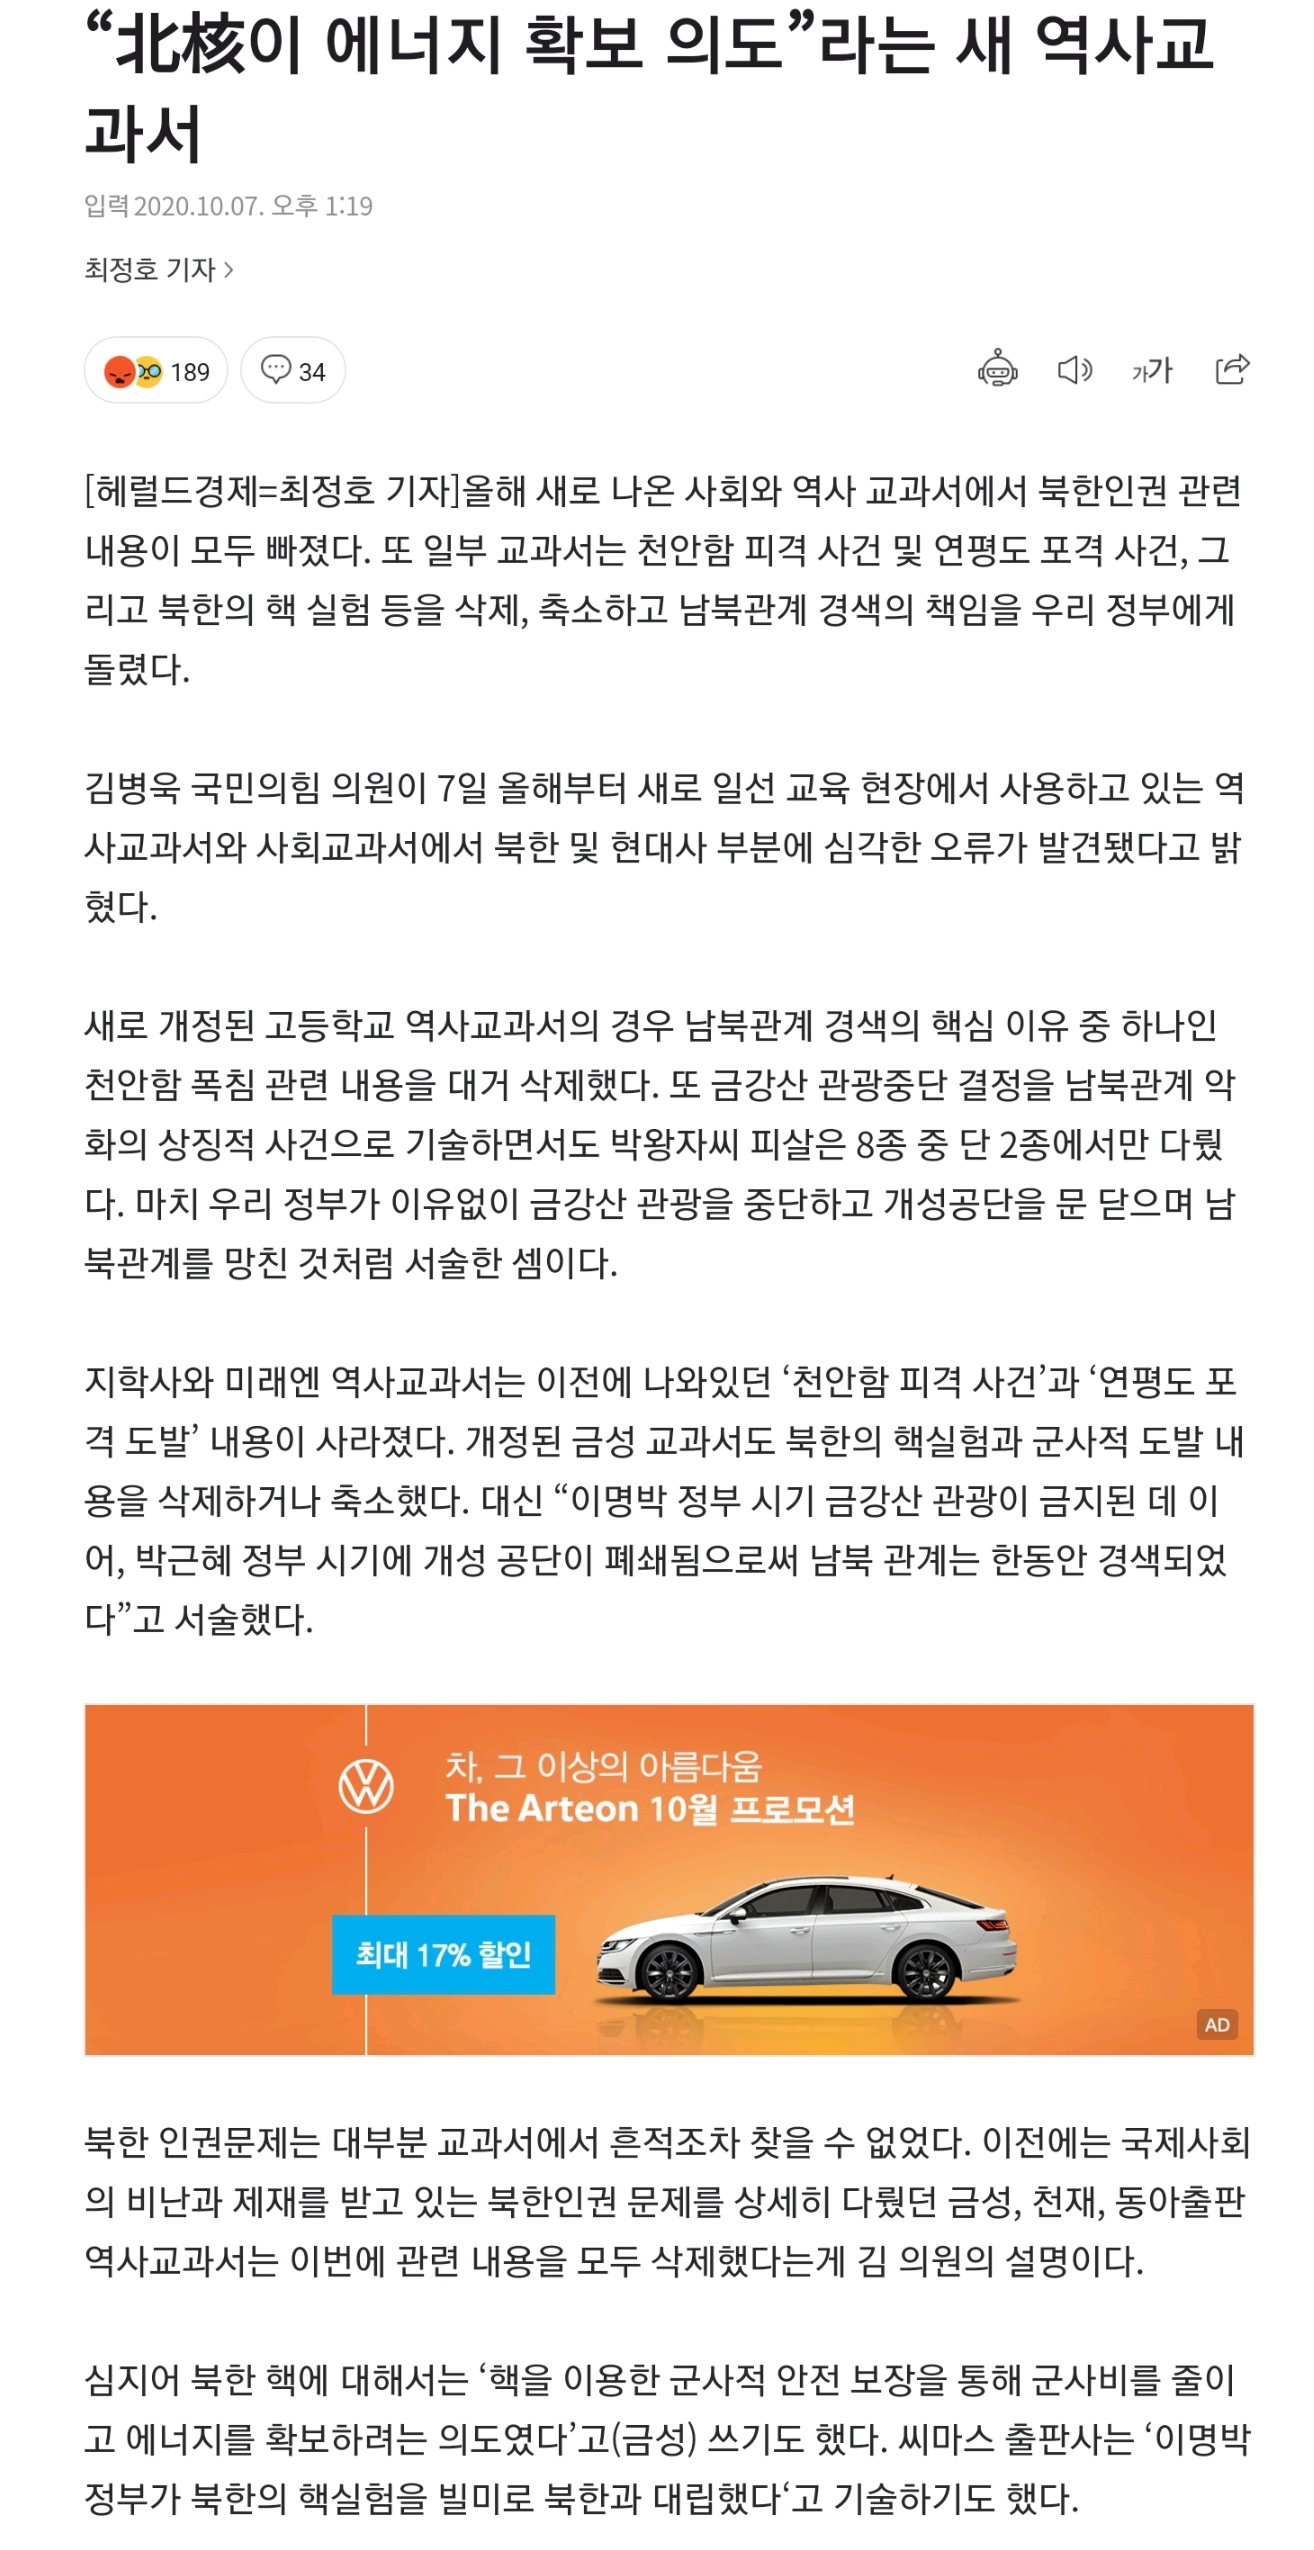 “北核이 에너지 확보 의도”라는 새 역사교
과서
입력 2020.10.07. 오후 1:19
최정호 기자 >
189
34
가가
[헤럴드경제=최정호 기자]올해 새로 나온 사회와 역사 교과서에서 북한인권 관련
내용이 모두 빠졌다. 또 일부 교과서는 천안함 피격 사건 및 연평도 포격 사건, 그
리고 북한의 핵 실험 등을 삭제, 축소하고 남북관계 경색의 책임을 우리 정부에게
돌렸다.
김병욱 국민의힘 의원이 7일 올해부터 새로 일선 교육 현장에서 사용하고 있는 역
사교과서와 사회교과서에서 북한 및 현대사 부분에 심각한 오류가 발견됐다고 밝
혔다.
새로 개정된 고등학교 역사교과서의 경우 남북관계 경색의 핵심 이유 중 하나인
천안함 폭침 관련 내용을 대거 삭제했다. 또 금강산 관광중단 결정을 남북관계 악
화의 상징적 사건으로 기술하면서도 박왕자씨 피살은 8종 중 단 2종에서만 다뤘
다. 마치 우리 정부가 이유없이 금강산 관광을 중단하고 개성공단을 문 닫으며 남
북관계를 망친 것처럼 서술한 셈이다.
지학사와 미래엔 역사교과서는 이전에 나와있던 ‘천안함 피격 사건’과 ‘연평도 포
격 도발’ 내용이 사라졌다. 개정된 금성 교과서도 북한의 핵실험과 군사적 도발 내
용을 삭제하거나 축소했다. 대신 “이명박 정부 시기 금강산 관광이 금지된 데 이
어, 박근혜 정부 시기에 개성 공단이 폐쇄됨으로써 남북 관계는 한동안 경색되었
다”고 서술했다.
차, 그 이상의 아름다움
The Arteon 10월 프로모션
최대 17% 할인
AD
북한 인권문제는 대부분 교과서에서 흔적조차 찾을 수 없었다. 이전에는 국제사회
의 비난과 제재를 받고 있는 북한인권 문제를 상세히 다뤘던 금성, 천재, 동아출판
역사교과서는 이번에 관련 내용을 모두 삭제했다는게 김 의원의 설명이다.
심지어 북한 핵에 대해서는 ‘핵을 이용한 군사적 안전 보장을 통해 군사비를 줄이
고 에너지를 확보하려는 의도였다’고(금성) 쓰기도 했다. 씨마스 출판사는 ‘이명박
정부가 북한의 핵실험을 빌미로 북한과 대립했다‘고 기술하기도 했다.